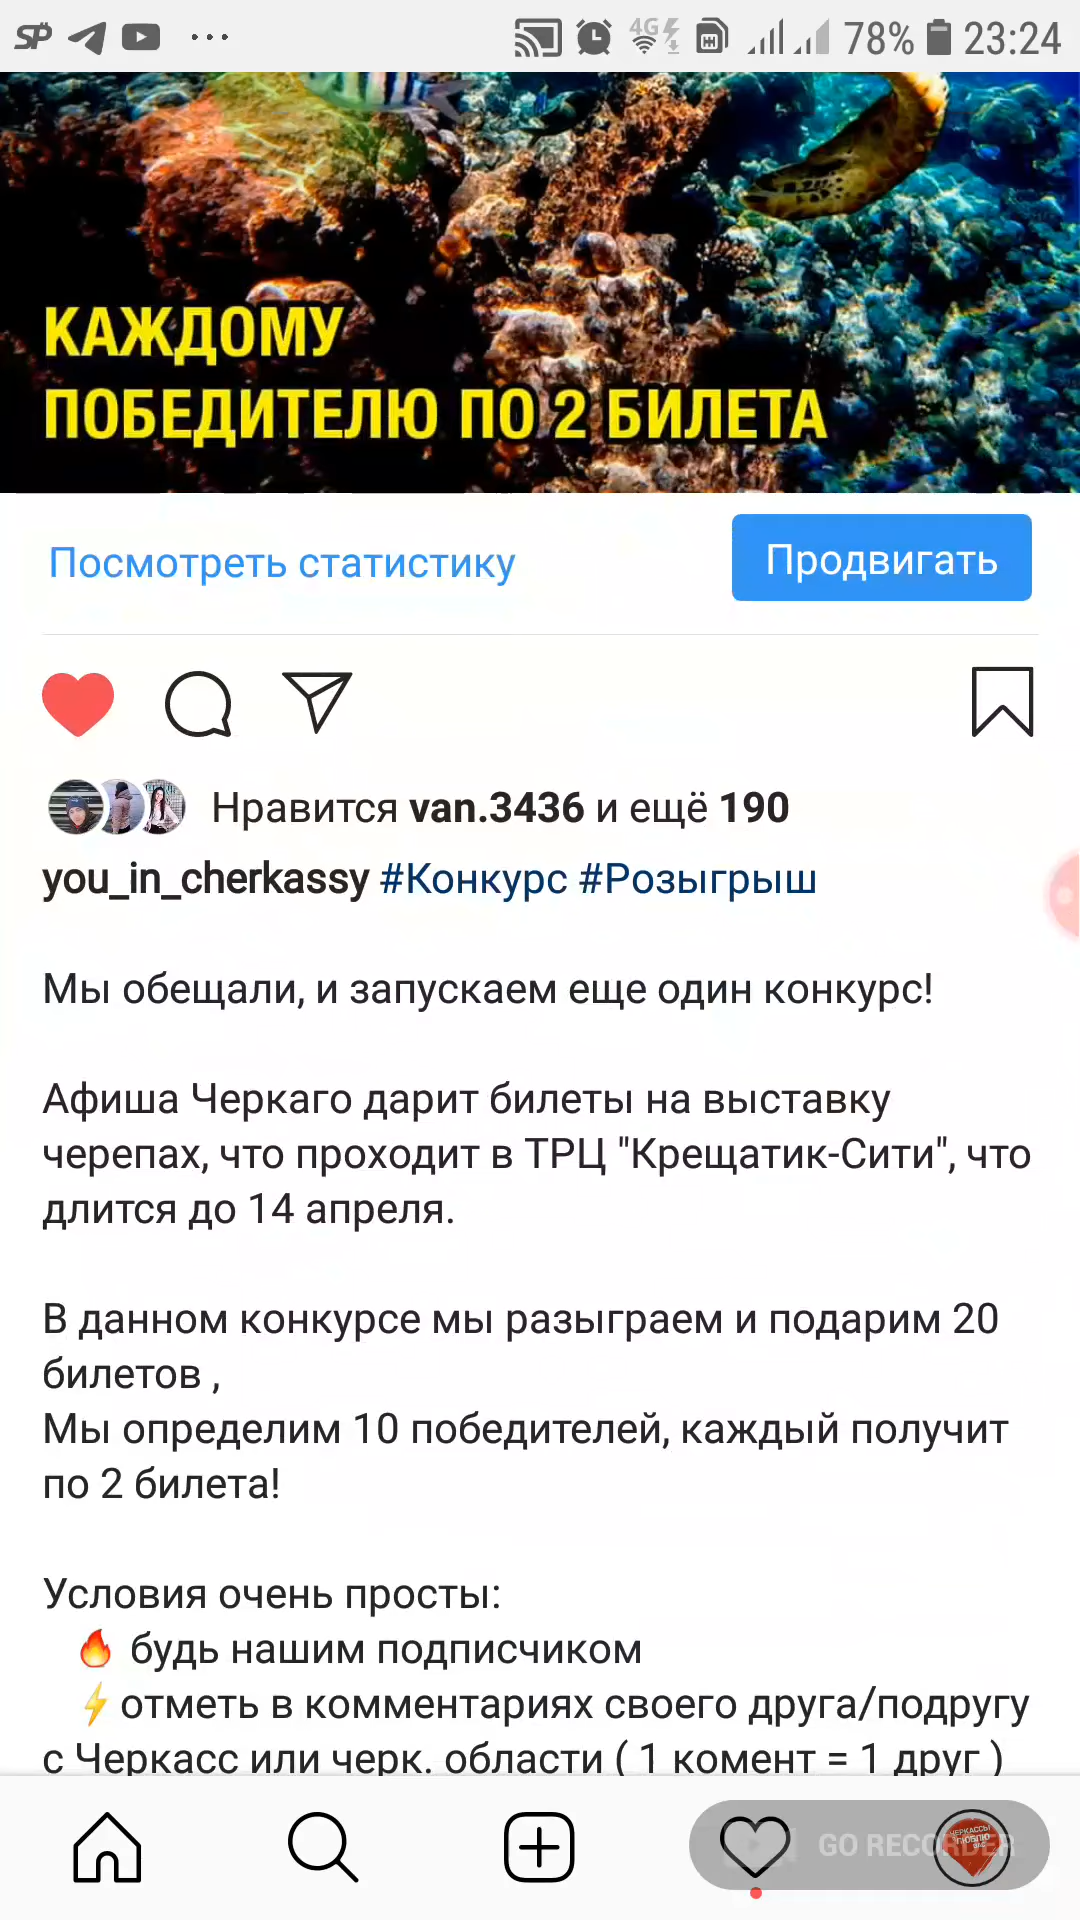 SP
4G
78%
23:24
КАЖДОМУ
ПОБЕДИТЕЛЮ ПО 2 БИЛЕТА
Посмотреть статистику
Продвигать
Нравится van.3436 и ещё 190
you_in_cherkassy #Конкурс #Розыгрыш
Мы обещали, и запускаем еще один конкурс!
Афиша Черкаго дарит билеты на выставку
черепах, что проходит в ТРЦ "Крещатик-Сити", что
длится до 14 апреля.
В данном конкурсе мы разыграем и подарим 20
билетов ,
Мы определим 10 победителей, каждый получит
по 2 билета!
Условия очень просты:
🔥 будь нашим подписчиком
⚡отметь в комментариях своего друга/подругу
с Черкасс или черк. области ( 1 комент = 1 друг )
GO RECORDER
ЧЕРКАССЫ
ЛЮБЛЮ